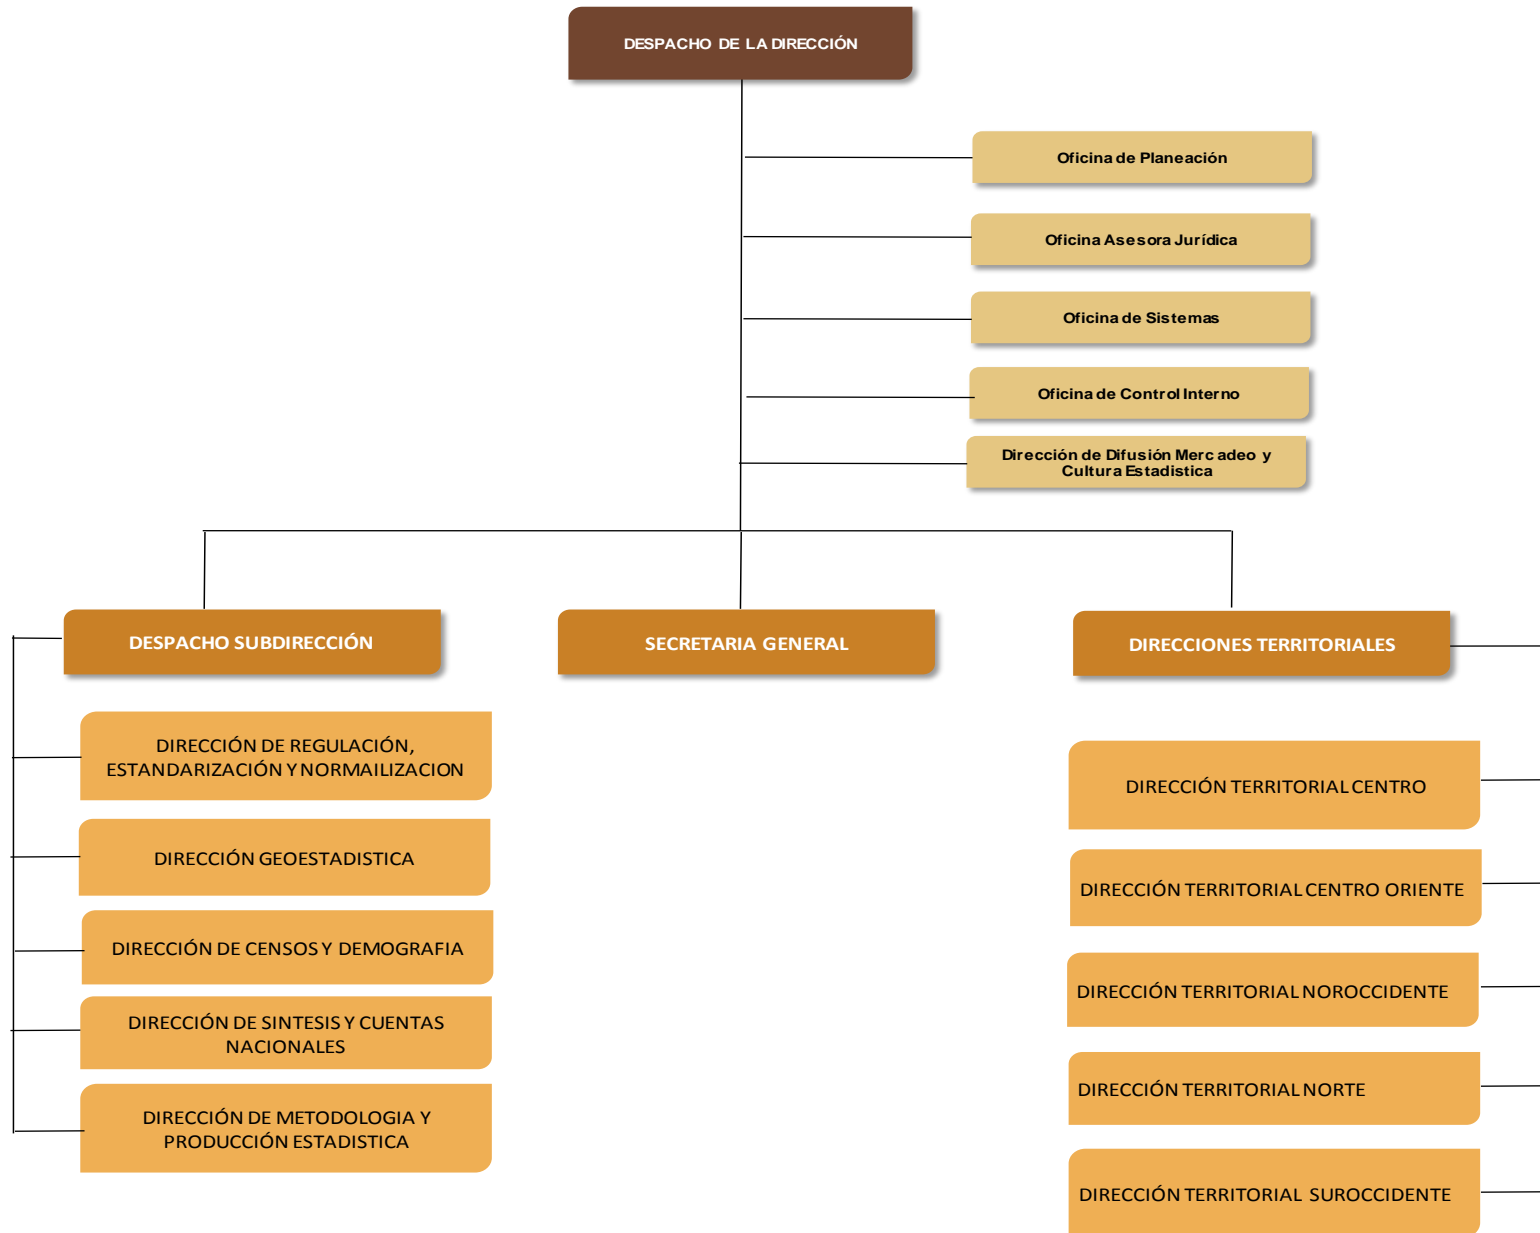 DESPACHO DE LA DIRECCIÓN
Oficina de Planeación
Oficina Asesora Jurídica
Oficina de Sistemas
Oficina de Control Interno
Dirección de Difusión Mercadeo y
Cultura Estadistica
DESPACHO SUBDIRECCIÓN
SECRETARIA GENERAL
DIRECCIONES TERRITORIALES
DIRECCIÓN DE REGULACIÓN,
ESTANDARIZACIÓN Y NORMAILIZACION
DIRECCIÓN GEOESTADISTICA
DIRECCIÓN DE CENSOS Y DEMOGRAFIA
DIRECCIÓN DE SINTESIS Y CUENTAS
NACIONALES
DIRECCIÓN DE METODOLOGIA Y
PRODUCCIÓN ESTADISTICA
DIRECCIÓN TERRITORIAL CENTRO
DIRECCIÓN TERRITORIAL CENTRO ORIENTE
DIRECCIÓN TERRITORIAL NOROCCIDENTE
DIRECCIÓN TERRITORIAL NORTE
DIRECCIÓN TERRITORIAL SUROCCIDENTE